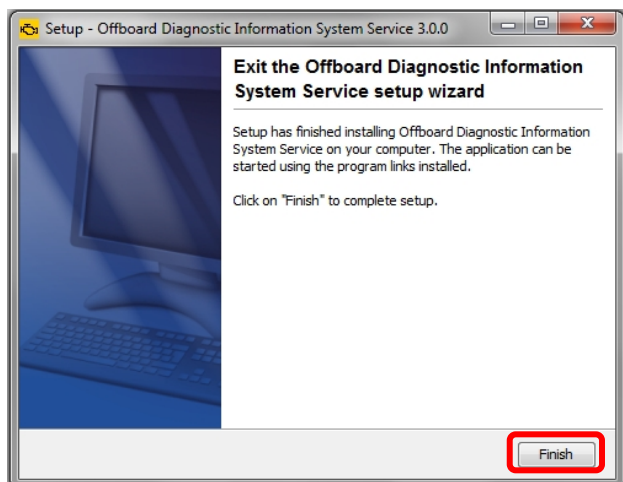 Setup - Offboard Diagnostic Information System Service 3.0.0
Exit the Offboard Diagnostic Information
System Service setup wizard
Setup has finished installing Offboard Diagnostic Information
System Service on your computer. The application can be
started using the program links installed.
Click on "Finish" to complete setup.
Finish